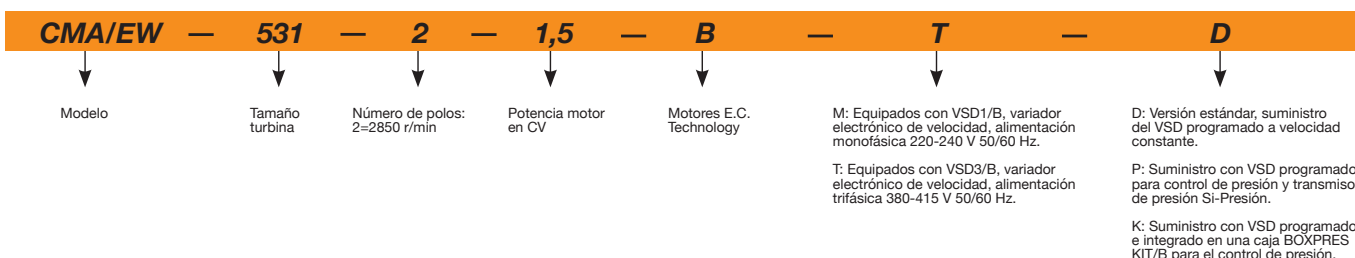 CMA/EW — 531 — 2 — 1,5 — B — T — D
Modelo
Tamaño
turbina
Número de polos:
2=2850 r/min
Potencia motor
en CV
Motores E.C.
Technology
M: Equipados con VSD1/B, variador
electrónico de velocidad, alimentación
monofásica 220-240 V 50/60 Hz.
T: Equipados con VSD3/B, variador
electrónico de velocidad, alimentación
trifásica 380-415 V 50/60 Hz.
D: Versión estándar, suministro
del VSD programado a velocidad
constante.
P: Suministro con VSD programado
para control de presión y transmiso
de presión Si-Presión.
K: Suministro con VSD programado
e integrado en una caja BOXPRES
KIT/B para el control de presión.